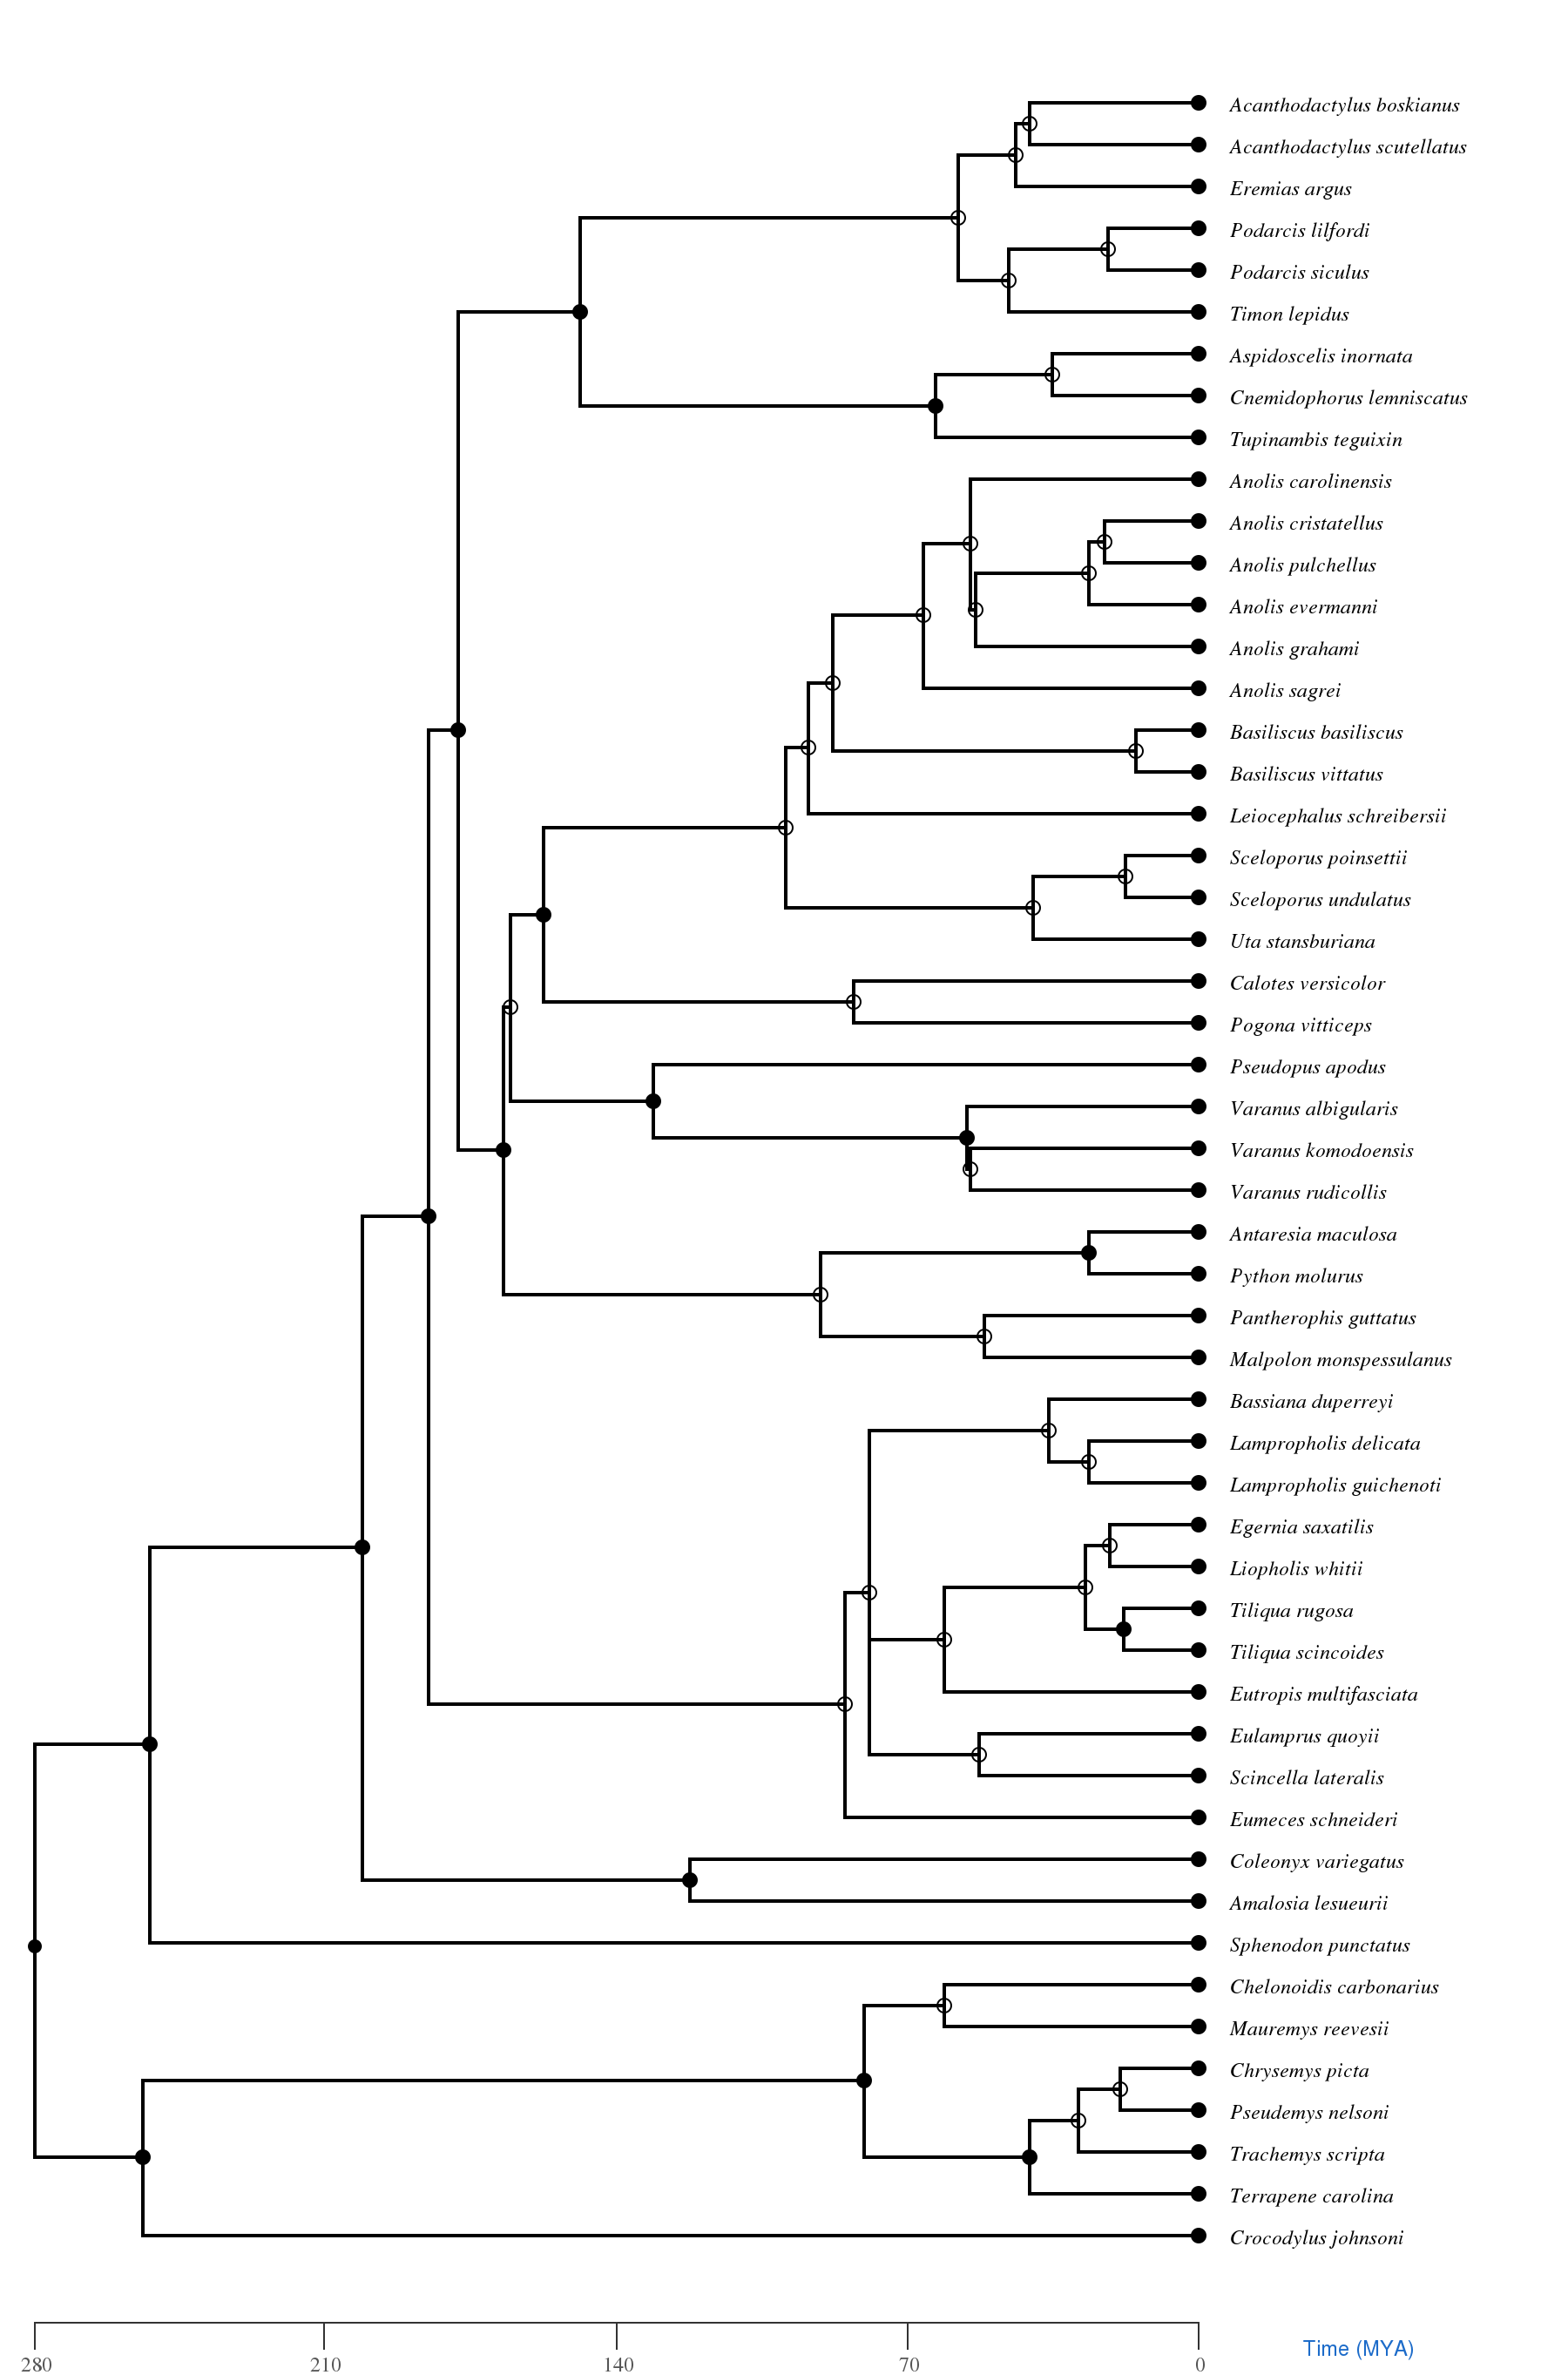 Acanthodactylus boskianus
Acanthodactylus scutellatus
Eremias argus
Podarcis lilfordi
Podarcis siculus
Timon lepidus
Aspidoscelis inornata
Cnemidophorus lemniscatus
Tupinambis teguixin
Anolis carolinensis
Anolis cristatellus
Anolis pulchellus
Anolis evermanni
Anolis grahami
Anolis sagrei
Basiliscus basiliscus
Basiliscus vittatus
Leiocephalus schreibersii
Sceloporus poinsettii
Sceloporus undulatus
Uta stansburiana
Calotes versicolor
Pogona vitticeps
Pseudopus apodus
Varanus albigularis
Varanus komodoensis
Varanus rudicollis
Antaresia maculosa
Python molurus
Pantherophis guttatus
Malpolon monspessulanus
Bassiana duperreyi
Lampropholis delicata
Lampropholis guichenoti
Egernia saxatilis
Liopholis whitii
Tiliqua rugosa
Tiliqua scincoides
Eutropis multifasciata
Eulamprus quoyii
Scincella lateralis
Eumeces schneideri
Coleonyx variegatus
Amalosia lesueurii
Sphenodon punctatus
Chelonoidis carbonarius
Mauremys reevesii
Chrysemys picta
Pseudemys nelsoni
Trachemys scripta
Terrapene carolina
Crocodylus johnsoni
280 210 140 70 0 Time (MYA)